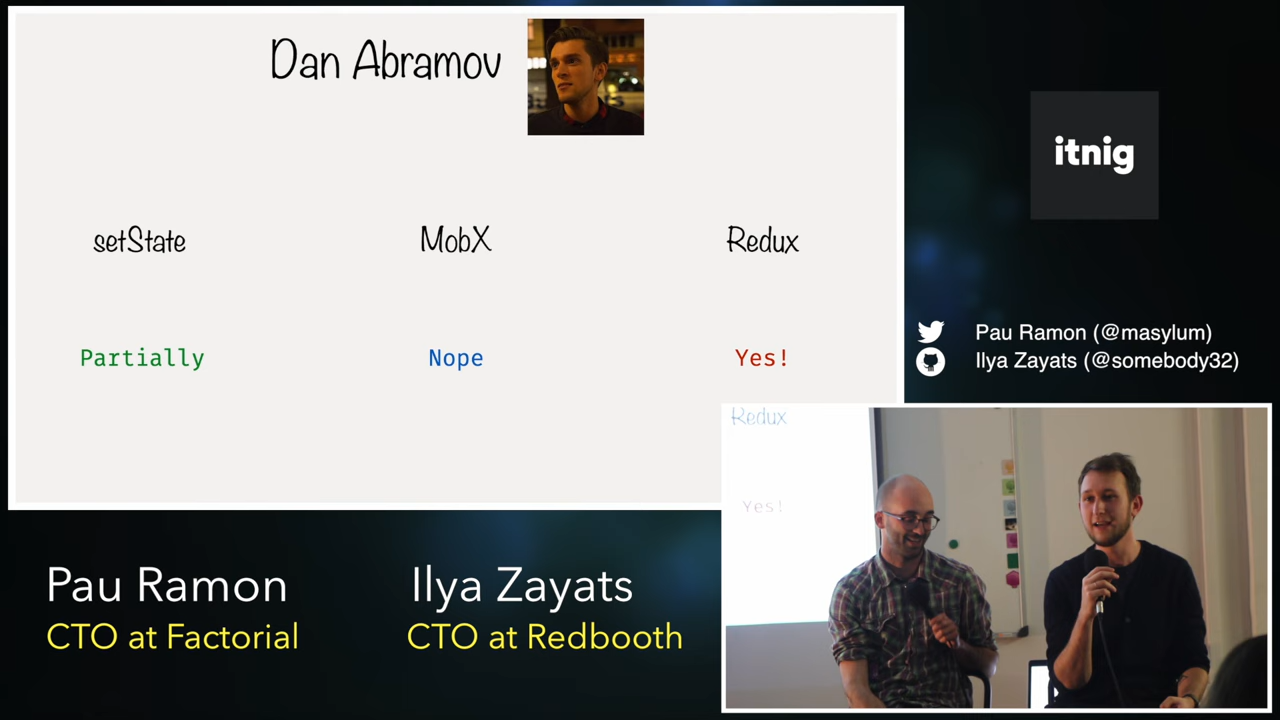 Dan Abramov
setState
MobX
Redux
Partially
Nope
Yes!
itnig
Pau Ramon (@masylum)
Ilya Zayats (@somebody32)
Redux
Yes!
Pau Ramon
CTO at Factorial
Ilya Zayats
CTO at Redbooth